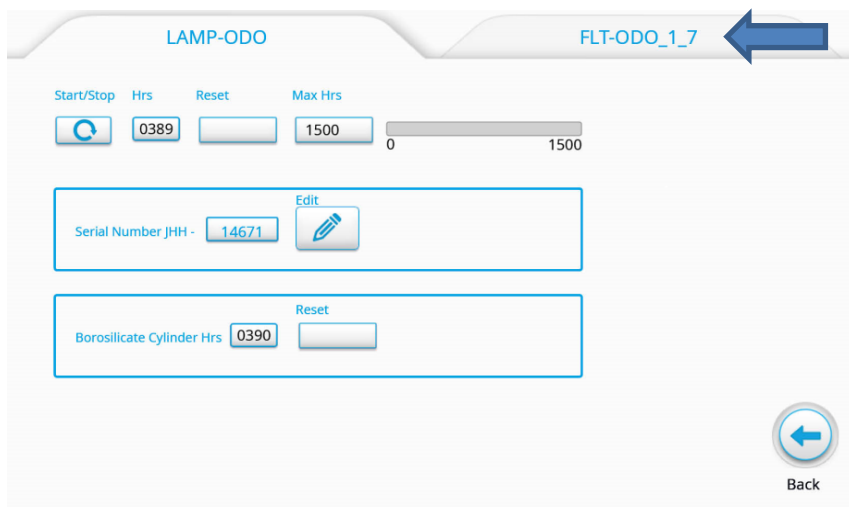 LAMP-ODO FLT-ODO_1_7
Start/Stop Hrs Reset Max Hrs
0389 1500
0 1500
Edit
Serial Number JHH - 14671
Reset
Borosilicate Cylinder Hrs 0390
Back